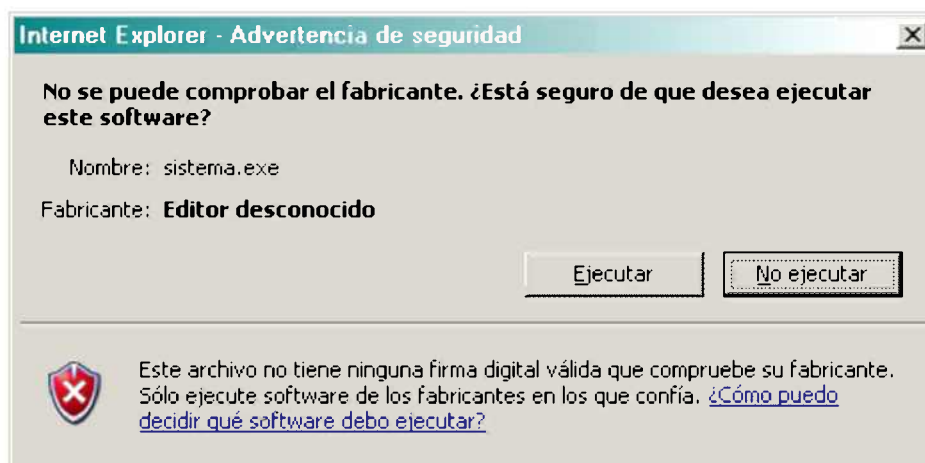 Internet Explorer - Advertencia de seguridad
No se puede comprobar el fabricante. ¿Está seguro de que desea ejecutar
este software?
Nombre: sistema.exe
Fabricante: Editor desconocido
Ejecutar No ejecutar
Este archivo no tiene ninguna firma digital válida que compruebe su fabricante.
Sólo ejecute software de los fabricantes en los que confía. ¿Cómo puedo
decidir qué software debo ejecutar?